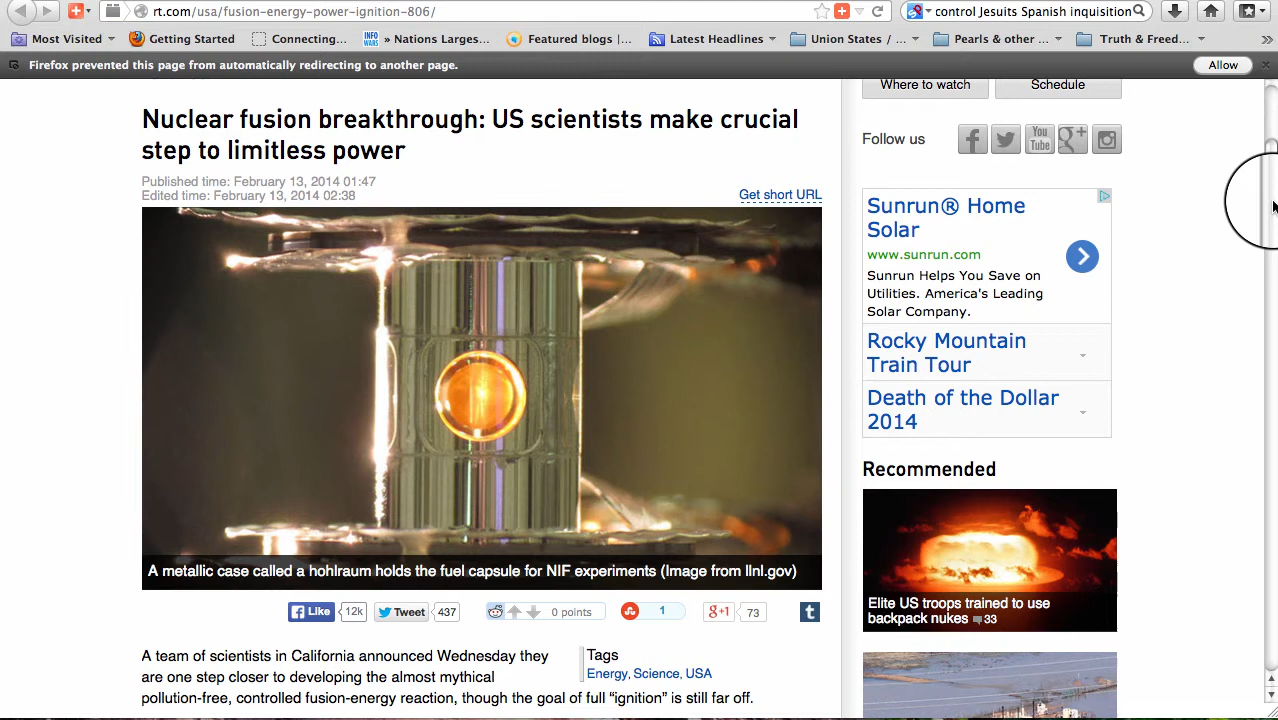 rt.com/usa/fusion-energy-power-ignition-806/
control Jesuits Spanish inquisition
Most Visited
Getting Started
Connecting...
INFO WARS
» Nations Larges...
Featured blogs |...
Latest Headlines
Union States / ...
Pearls & other ...
Truth & Freed...
»
Firefox prevented this page from automatically redirecting to another page.
Allow
Nuclear fusion breakthrough: US scientists make crucial
step to limitless power
Published time: February 13, 2014 01:47
Edited time: February 13, 2014 02:38
Get short URL
A metallic case called a hohlraum holds the fuel capsule for NIF experiments (Image from llnl.gov)
Like
12k
Tweet
437
0 points
1
g+1
73
t
A team of scientists in California announced Wednesday they
are one step closer to developing the almost mythical
pollution-free, controlled fusion-energy reaction, though the goal of full “ignition” is still far off.
Tags
Energy, Science, USA
Where to watch
Schedule
Follow us
f
You
Tube
g+
Sunrun® Home
Solar
www.sunrun.com
Sunrun Helps You Save on
Utilities. America's Leading
Solar Company.
Rocky Mountain
Train Tour
Death of the Dollar
2014
Recommended
Elite US troops trained to use
backpack nukes 33